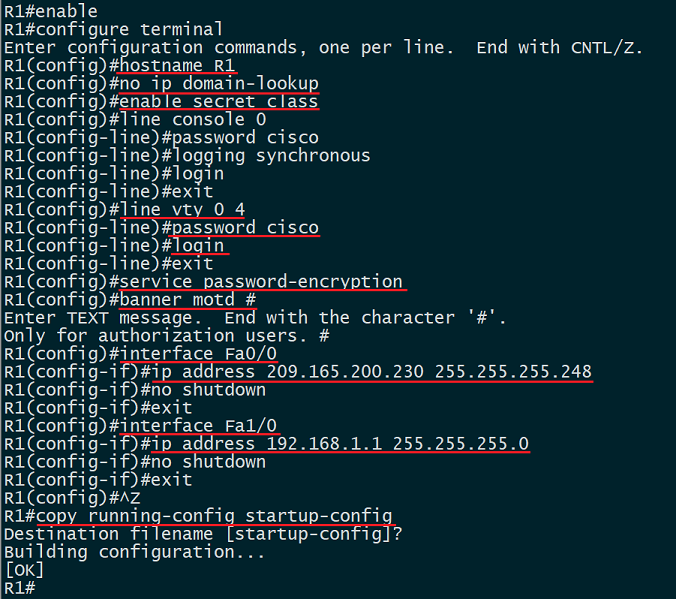 R1#enable
R1#configure terminal
Enter configuration commands, one per line.  End with CNTL/Z.
R1(config)#hostname R1
R1(config)#no ip domain-lookup
R1(config)#enable secret class
R1(config)#line console 0
R1(config-line)#password cisco
R1(config-line)#logging synchronous
R1(config-line)#login
R1(config-line)#exit
R1(config)#line vty 0 4
R1(config-line)#password cisco
R1(config-line)#login
R1(config-line)#exit
R1(config)#service password-encryption
R1(config)#banner motd #
Enter TEXT message.  End with the character '#'.
Only for authorization users. #
R1(config)#interface Fa0/0
R1(config-if)#ip address 209.165.200.230 255.255.255.248
R1(config-if)#no shutdown
R1(config-if)#exit
R1(config)#interface Fa1/0
R1(config-if)#ip address 192.168.1.1 255.255.255.0
R1(config-if)#no shutdown
R1(config-if)#exit
R1(config)#^Z
R1#copy running-config startup-config
Destination filename [startup-config]?
Building configuration...
[OK]
R1#